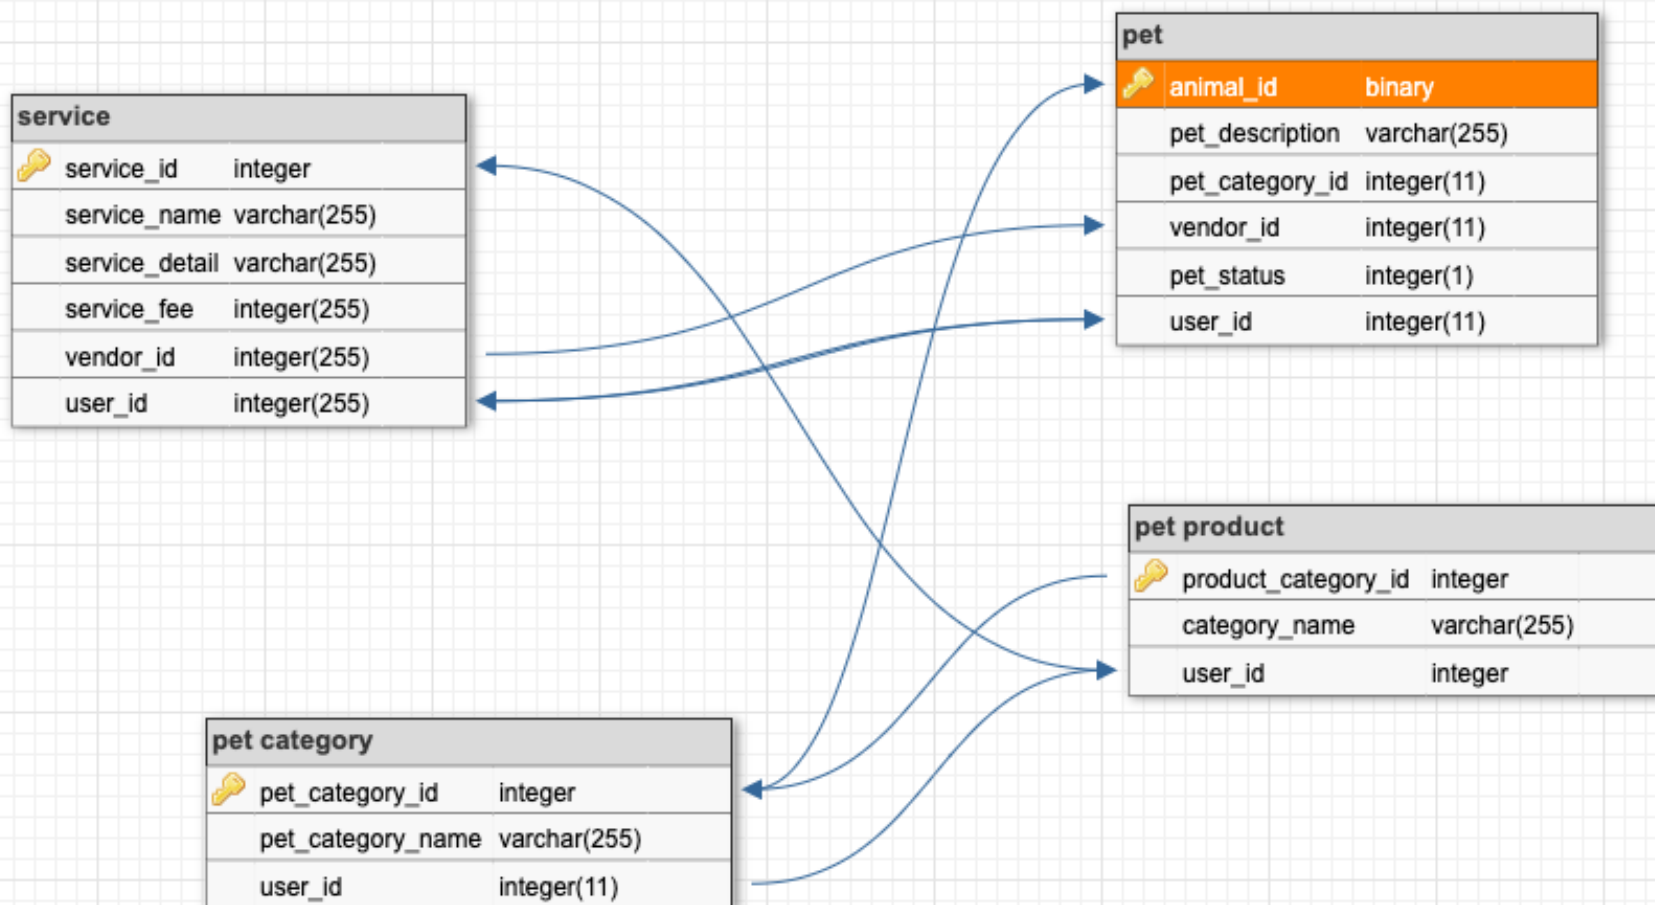 service
service_id integer
service_name varchar(255)
service_detail varchar(255)
service_fee integer(255)
vendor_id integer(255)
user_id integer(255)
pet
animal_id binary
pet_description varchar(255)
pet_category_id integer(11)
vendor_id integer(11)
pet_status integer(1)
user_id integer(11)
pet product
product_category_id integer
category_name varchar(255)
user_id integer
pet category
pet_category_id integer
pet_category_name varchar(255)
user_id integer(11)